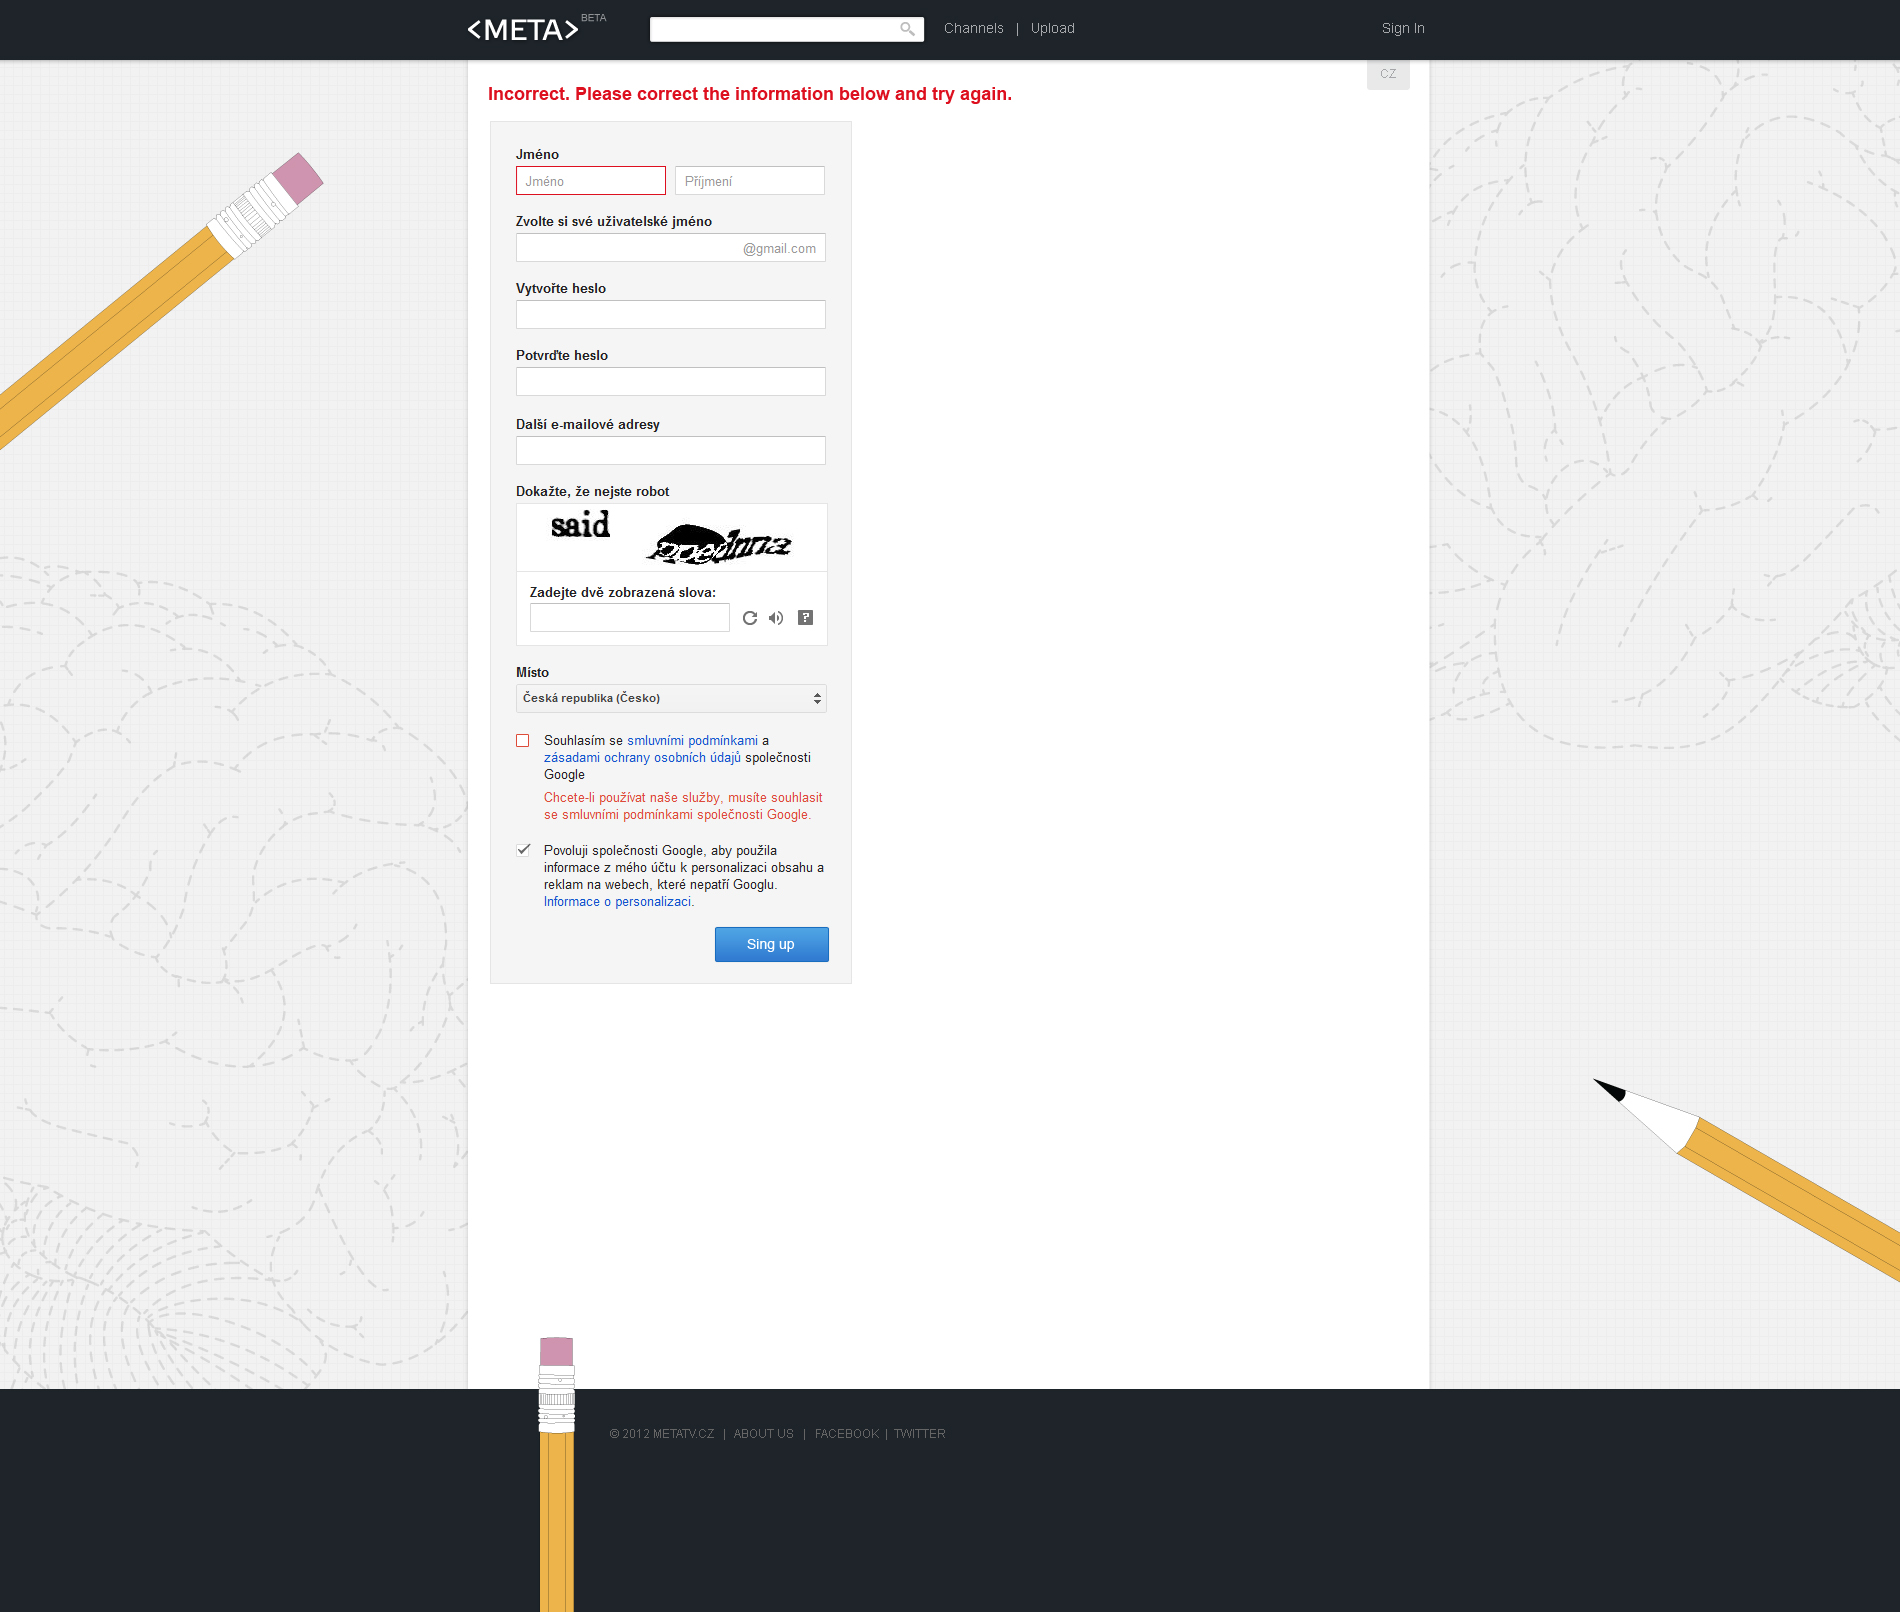 <META> BETA
Channels | Upload
Sign In
CZ
Incorrect. Please correct the information below and try again.
Jméno
Jméno Příjmení
Zvolte si své uživatelské jméno
@gmail.com
Vytvořte heslo
Potvrďte heslo
Další e-mailové adresy
Dokažte, že nejste robot
said
Zadejte dvě zobrazená slova:
?
Místo
Česká republika (Česko)
Souhlasím se smluvními podmínkami a
zásadami ochrany osobních údajů společnosti
Google
Chcete-li používat naše služby, musíte souhlasit
se smluvními podmínkami společnosti Google.
Povoluji společnosti Google, aby použila
informace z mého účtu k personalizaci obsahu a
reklam na webech, které nepatří Googlu.
Informace o personalizaci.
Sing up
© 2012 METATV.CZ | ABOUT US | FACEBOOK | TWITTER